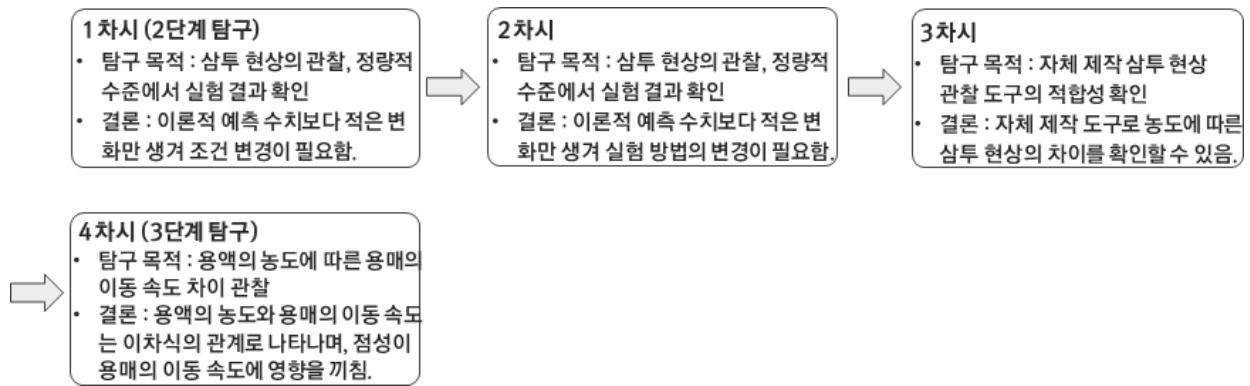 1차시 (2단계 탐구)
• 탐구 목적 : 삼투 현상의 관찰, 정량적
수준에서 실험 결과 확인
• 결론 : 이론적 예측 수치보다 적은 변
화만 생겨 조건 변경이 필요함.
2차시
• 탐구 목적 : 삼투 현상의 관찰, 정량적
수준에서 실험 결과 확인
• 결론 : 이론적 예측 수치보다 적은 변
화만 생겨 실험 방법의 변경이 필요함.
3차시
• 탐구 목적 : 자체 제작 삼투 현상
관찰 도구의 적합성 확인
• 결론 : 자체 제작 도구로 농도에 따른
삼투 현상의 차이를 확인할 수 있음.
4차시 (3단계 탐구)
• 탐구 목적 : 용액의 농도에 따른 용매의
이동 속도 차이 관찰
• 결론 : 용액의 농도와 용매의 이동 속도
는 이차식의 관계로 나타나며, 점성이
용매의 이동 속도에 영향을 끼침.